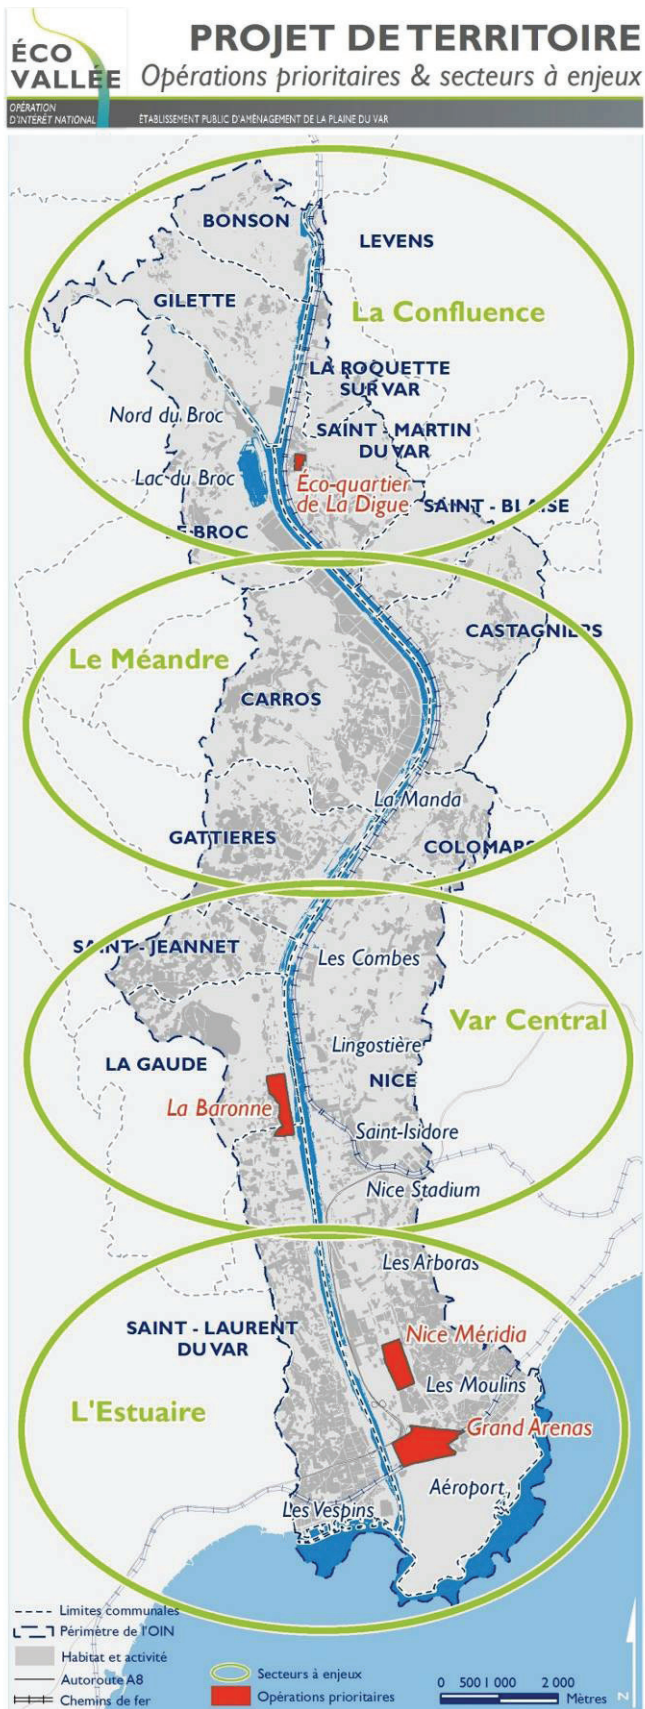 ÉCO
VALLÉE
OPÉRATION
D'INTÉRÊT NATIONAL
PROJET DE TERRITOIRE
Opérations prioritaires & secteurs à enjeux
ÉTABLISSEMENT PUBLIC D'AMÉNAGEMENT DE LA PLAINE DU VAR
BONSON
LEVENS
GILETTE
La Confluence
LA ROQUETTE
SUR VAR
Nord du Broc
SAINT - MARTIN
DU VAR
Lac du Broc
Éco-quartier
de La Digue
SAINT - BLAISE
LE BROC
CASTAGNIERS
Le Méandre
CARROS
La Manda
GATTIERES
COLOMARS
SAINT - JEANNET
Les Combes
Var Central
Lingostière
LA GAUDE
NICE
La Baronne
Saint-Isidore
Nice Stadium
Les Arboras
SAINT - LAURENT
DU VAR
Nice Méridia
Les Moulins
L'Estuaire
Grand Arenas
Aéroport
Les Vespins
Limites communales
Périmètre de l'OIN
Habitat et activité
Autoroute A8
Chemins de fer
Secteurs à enjeux
Opérations prioritaires
0 500 1 000 2 000
Mètres
N